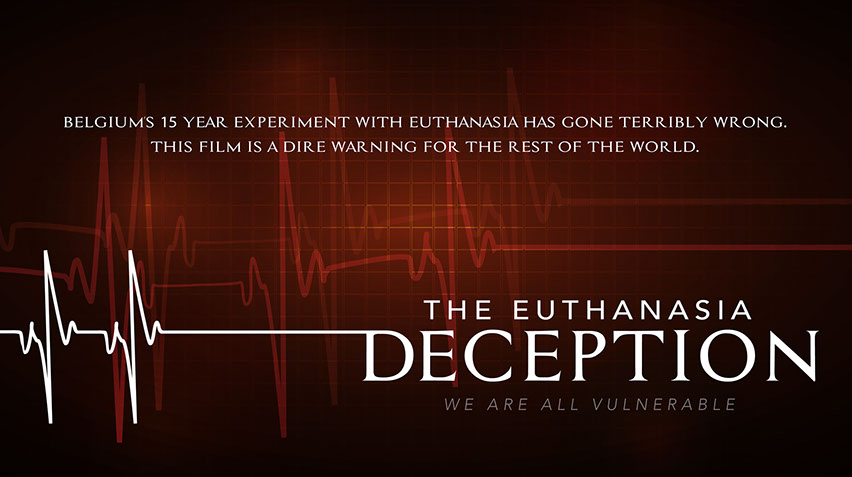 BELGIUM'S 15 YEAR EXPERIMENT WITH EUTHANASIA HAS GONE TERRIBLY WRONG.
THIS FILM IS A DIRE WARNING FOR THE REST OF THE WORLD.
THE EUTHANASIA
DECEPTION
WE ARE ALL VULNERABLE